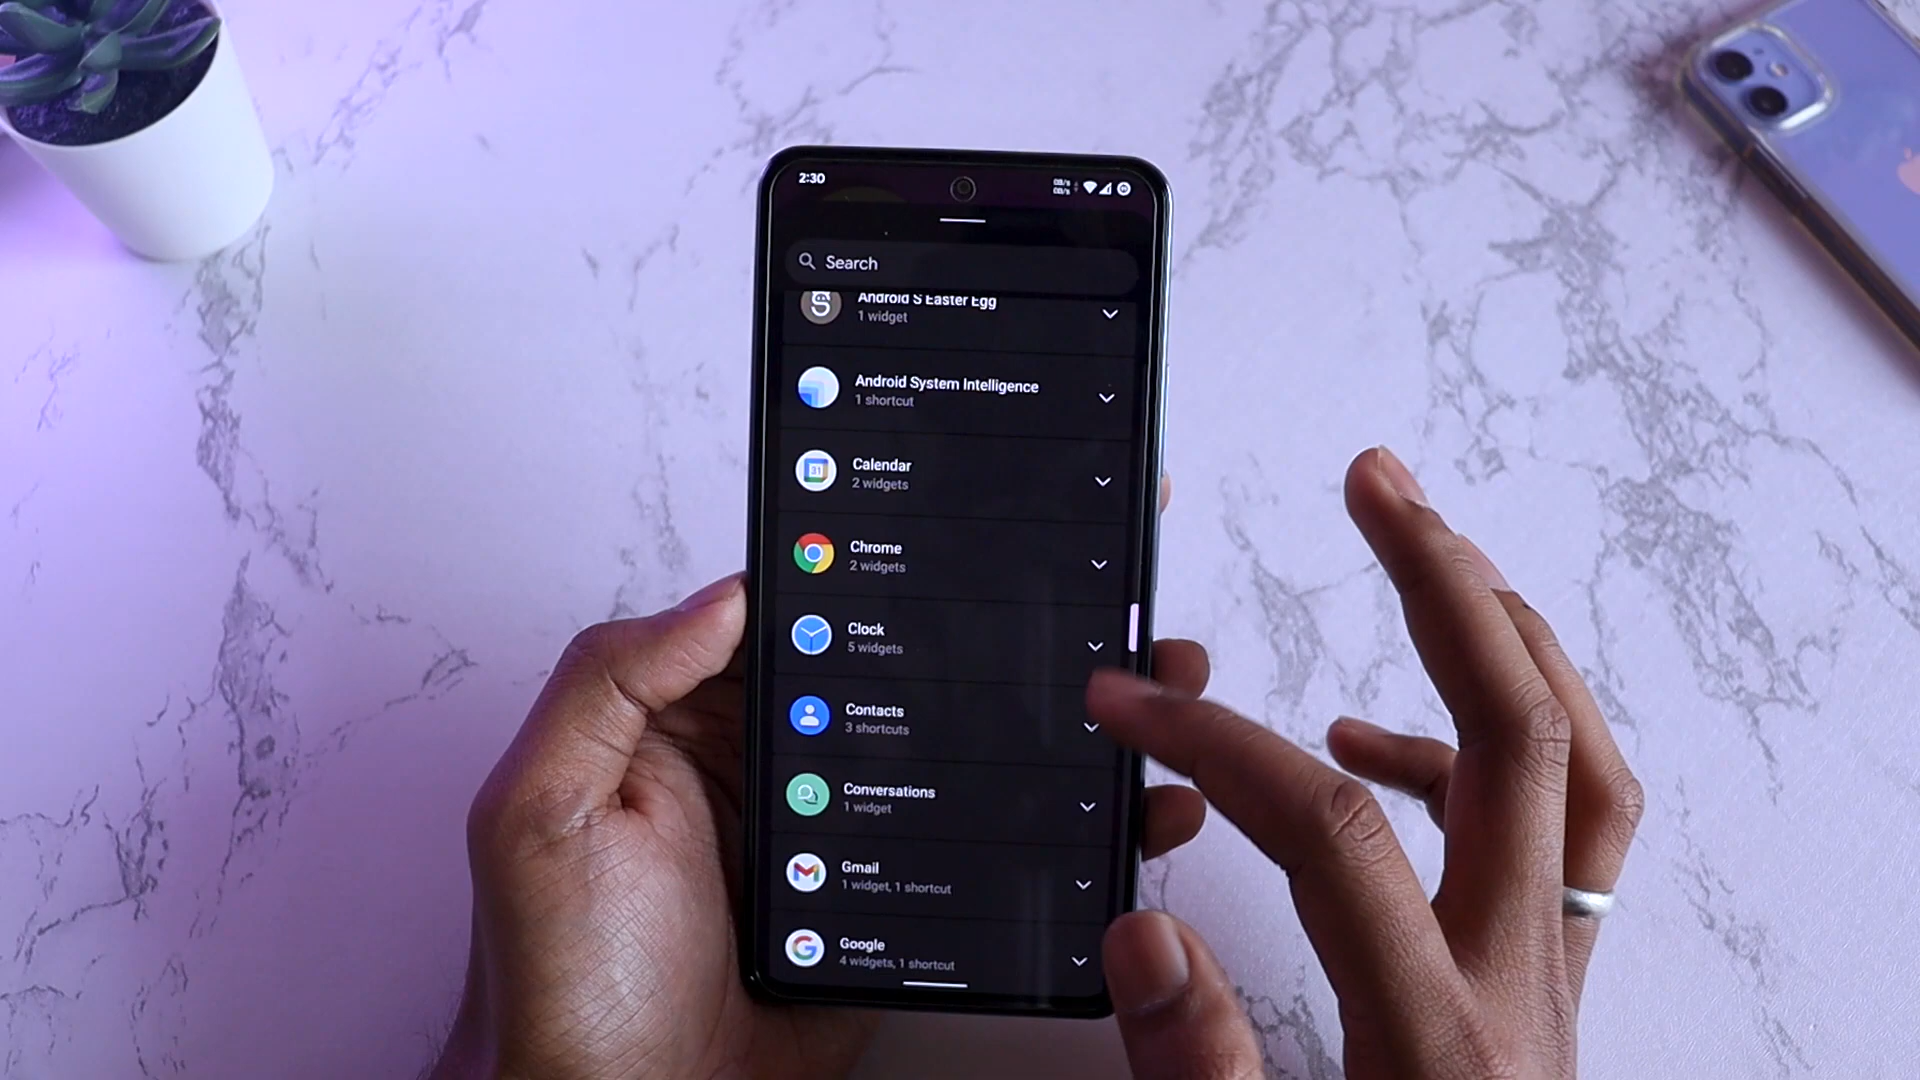 2:30
Search
Android S Easter Egg
1 widget
Android System Intelligence
1 shortcut
Calendar
2 widgets
31
Chrome
2 widgets
Clock
5 widgets
Contacts
3 shortcuts
Conversations
1 widget
Gmail
1 widget, 1 shortcut
Google
4 widgets, 1 shortcut